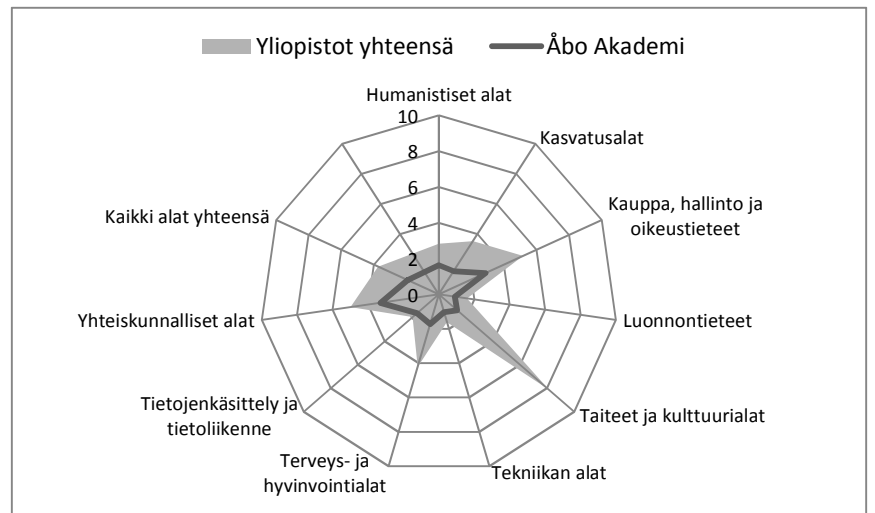 Yliopistot yhteensä
Åbo Akademi
Humanistiset alat
10
8
6
4
2
0
Kasvatusalat
Kauppa, hallinto ja
oikeustieteet
Luonnontieteet
Taiteet ja kulttuurialat
Tekniikan alat
Terveys- ja
hyvinvointialat
Tietojenkäsittely ja
tietoliikenne
Yhteiskunnalliset alat
Kaikki alat yhteensä